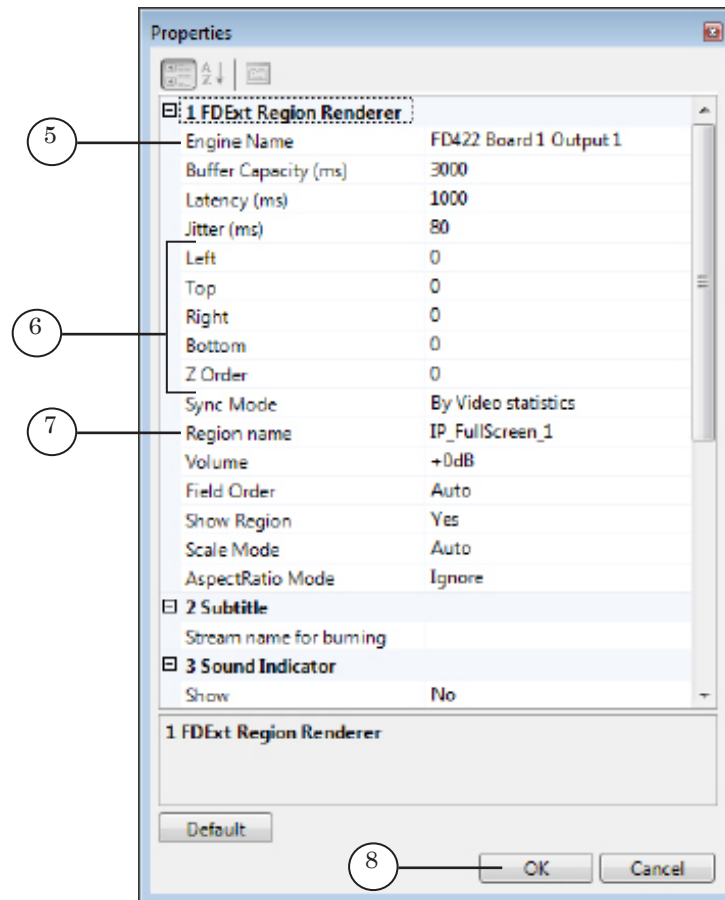 Properties
1 FDExt Region Renderer
5
Engine Name FD422 Board 1 Output 1
Buffer Capacity (ms) 3000
Latency (ms) 1000
Jitter (ms) 80
Left 0
Top 0
6
Right 0
Bottom 0
Z Order 0
Sync Mode By Video statistics
7
Region name IP_FullScreen_1
Volume +0dB
Field Order Auto
Show Region Yes
Scale Mode Auto
AspectRatio Mode Ignore
2 Subtitle
Stream name for burning
3 Sound Indicator
Show No
1 FDExt Region Renderer
Default
8
OK Cancel